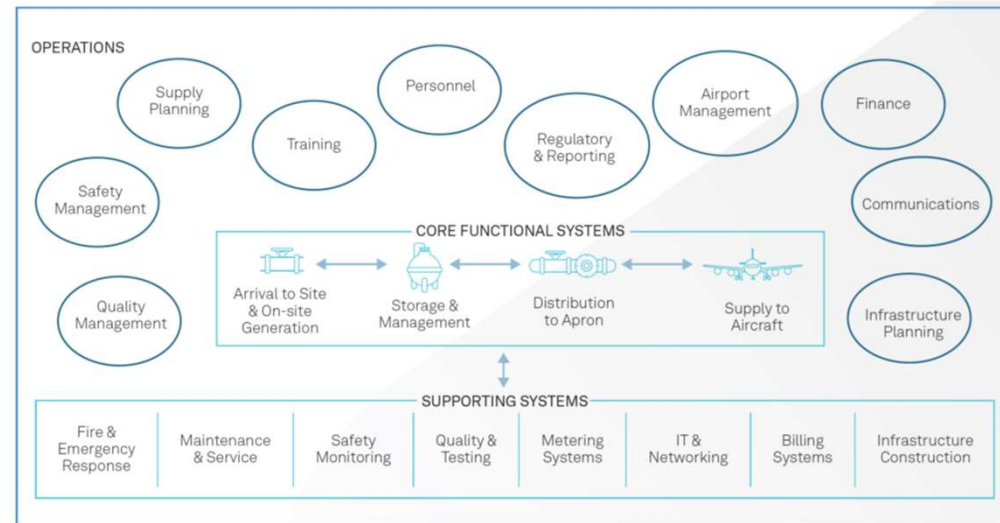 OPERATIONS
Supply
Planning
Training
Personnel
Regulatory
& Reporting
Airport
Management
Finance
Safety
Management
Communications
Quality
Management
Infrastructure
Planning
CORE FUNCTIONAL SYSTEMS
Arrival to Site
& On-site
Generation
Storage &
Management
Distribution
to Apron
Supply to
Aircraft
SUPPORTING SYSTEMS
Fire &
Emergency
Response
Maintenance
& Service
Safety
Monitoring
Quality &
Testing
Metering
Systems
IT &
Networking
Billing
Systems
Infrastructure
Construction